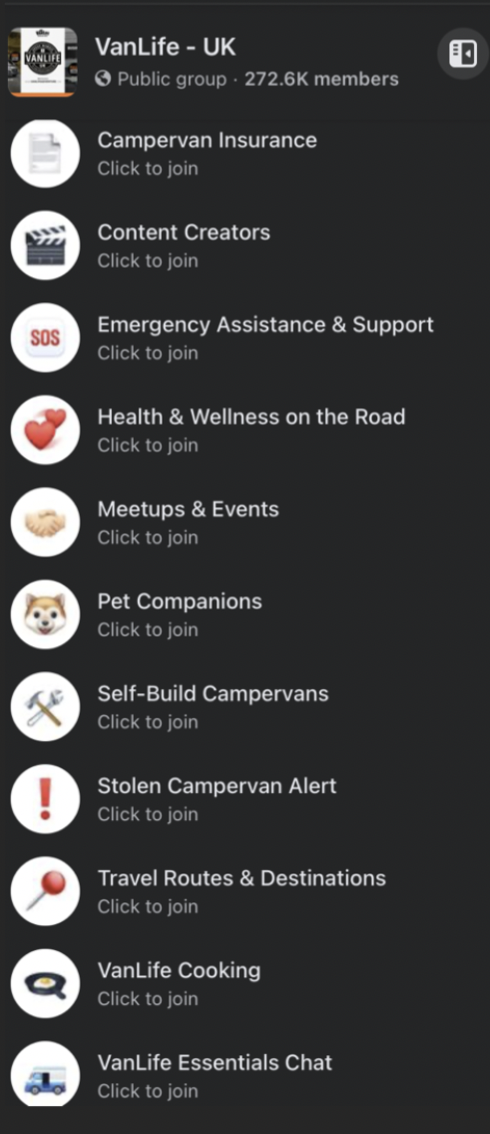 VANLIFE
VanLife - UK
Public group · 272.6K members
Campervan Insurance
Click to join
Content Creators
Click to join
SOS
Emergency Assistance & Support
Click to join
Health & Wellness on the Road
Click to join
Meetups & Events
Click to join
Pet Companions
Click to join
Self-Build Campervans
Click to join
Stolen Campervan Alert
Click to join
Travel Routes & Destinations
Click to join
VanLife Cooking
Click to join
VanLife Essentials Chat
Click to join